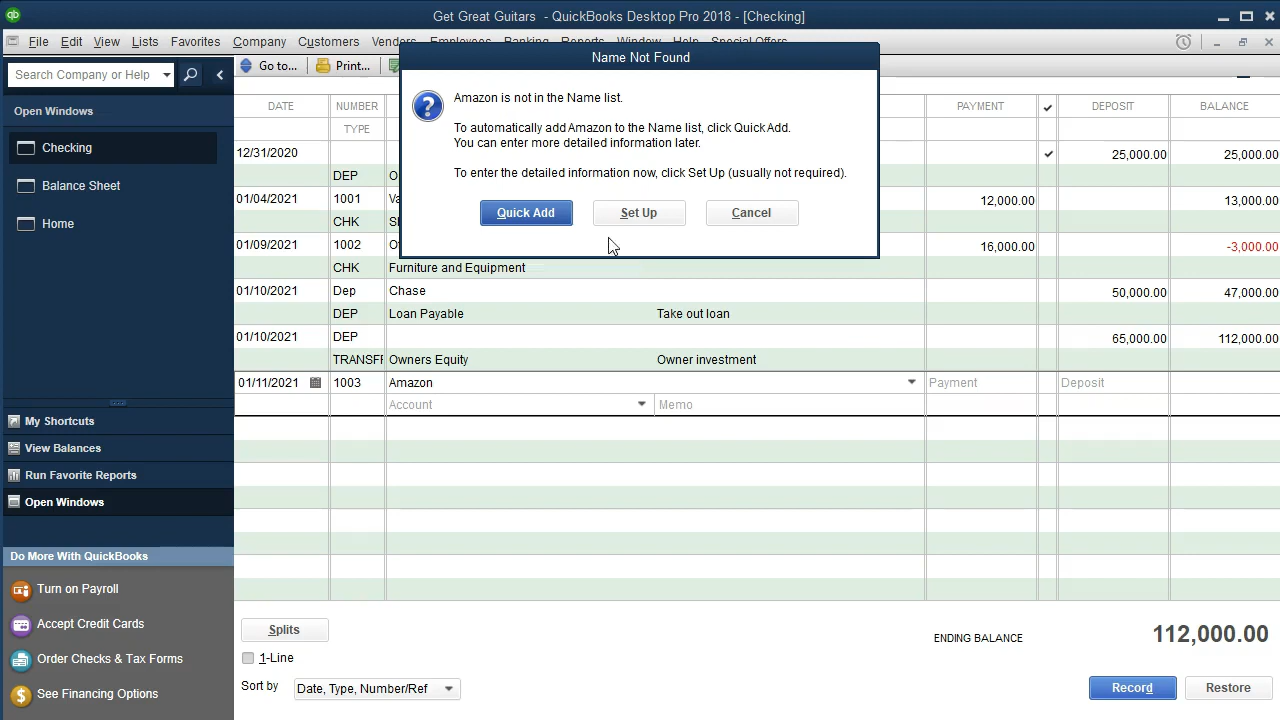 Get Great Guitars - QuickBooks Desktop Pro 2018 - [Checking]
File Edit View Lists Favorites Company Customers Vendors Employees Banking Reports Window Help Special Offers
Search Company or Help
Go to... Print...
Name Not Found
Amazon is not in the Name list.
To automatically add Amazon to the Name list, click Quick Add.
You can enter more detailed information later.
To enter the detailed information now, click Set Up (usually not required).
Quick Add Set Up Cancel
Open Windows
Checking
Balance Sheet
Home
My Shortcuts
View Balances
Run Favorite Reports
Open Windows
Do More With QuickBooks
Turn on Payroll
Accept Credit Cards
Order Checks & Tax Forms
See Financing Options
DATE NUMBER PAYMENT ✓ DEPOSIT BALANCE
TYPE
12/31/2020 ✓ 25,000.00 25,000.00
DEP
01/04/2021 1001 12,000.00 13,000.00
CHK
01/09/2021 1002 16,000.00 -3,000.00
CHK Furniture and Equipment
01/10/2021 Dep Chase 50,000.00 47,000.00
DEP Loan Payable Take out loan
01/10/2021 DEP 65,000.00 112,000.00
TRANSFR Owners Equity Owner investment
01/11/2021 1003 Amazon Payment Deposit
Account Memo
Splits
1-Line
Sort by Date, Type, Number/Ref
ENDING BALANCE 112,000.00
Record Restore